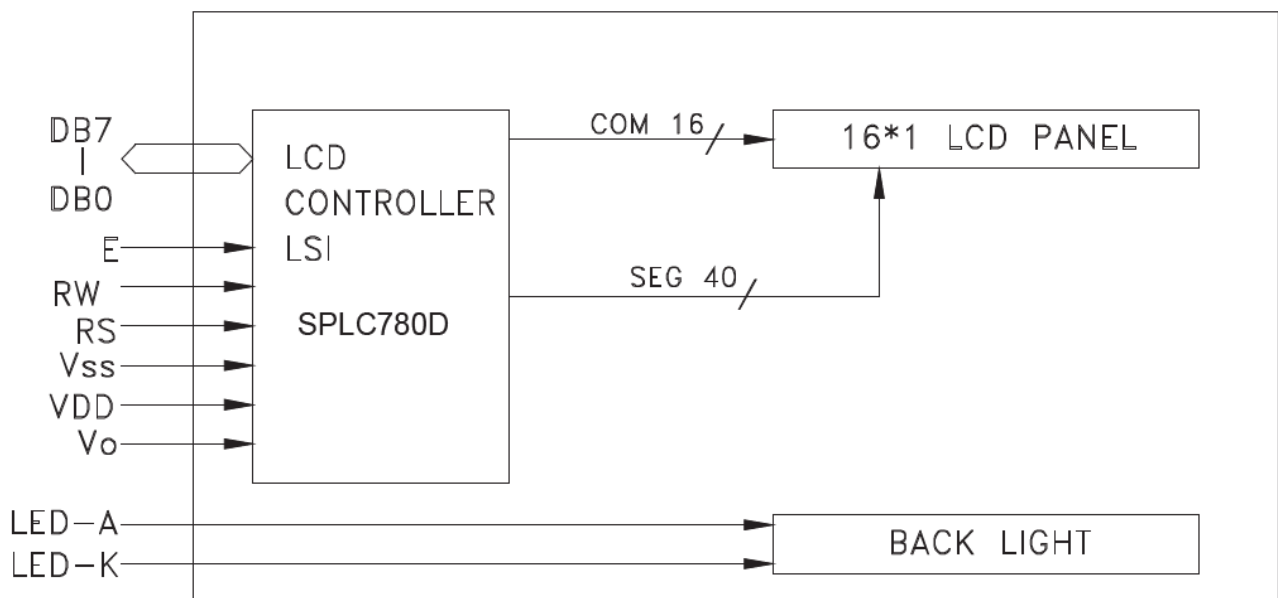 DB7
|
DB0
E
RW
RS
Vss
VDD
Vo
LED-A
LED-K
LCD
CONTROLLER
LSI
SPLC780D
COM 16
SEG 40
16*1 LCD PANEL
BACK LIGHT